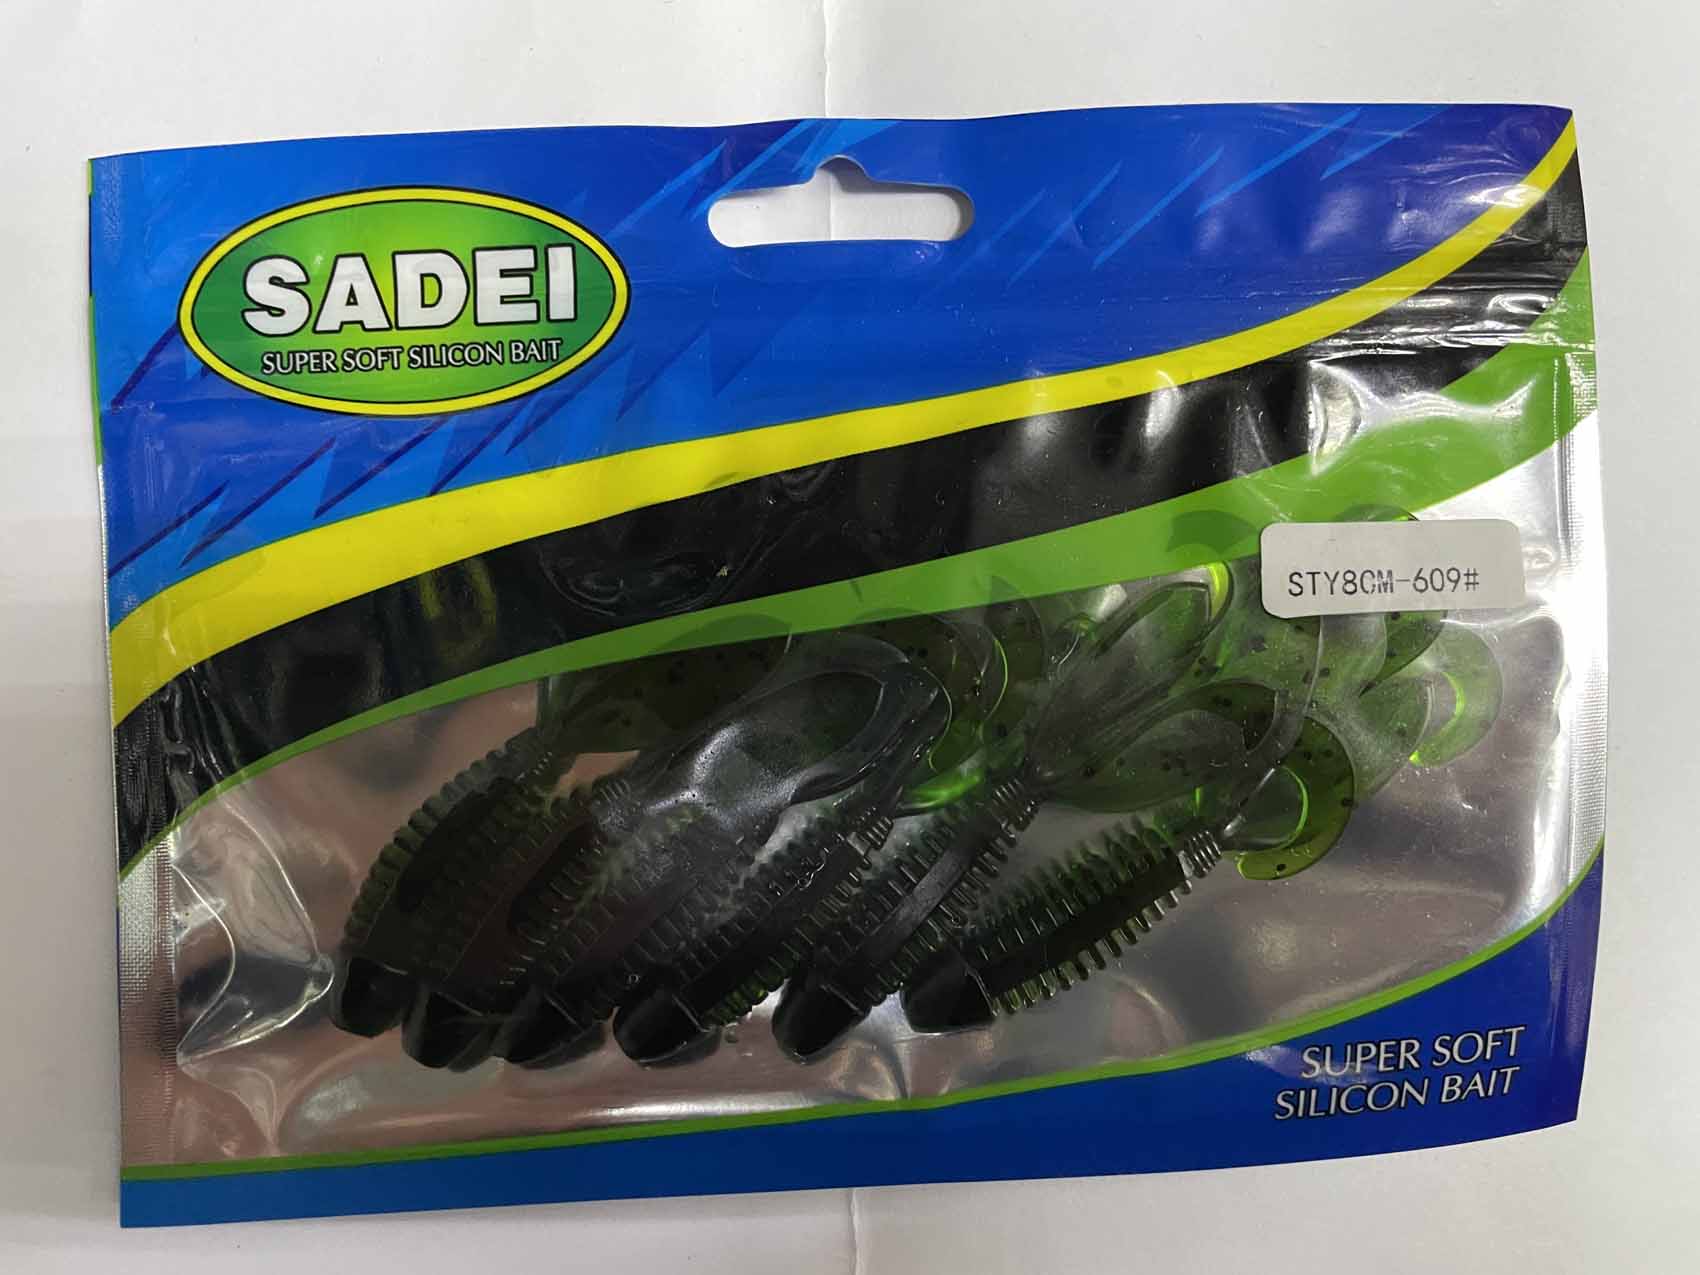 SADEI
SUPER SOFT SILICON BAIT
STY8CM-609#
SUPER SOFT
SILICON BAIT